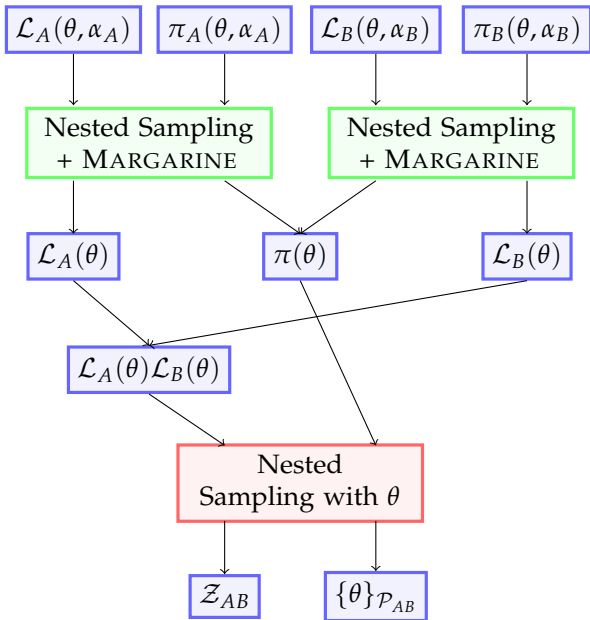 ℒ_A(θ, α_A) π_A(θ, α_A) ℒ_B(θ, α_B) π_B(θ, α_B)
Nested Sampling
+ MARGARINE
Nested Sampling
+ MARGARINE
ℒ_A(θ) π(θ) ℒ_B(θ)
ℒ_A(θ)ℒ_B(θ)
Nested
Sampling with θ
𝒵_AB {θ}_𝒫_AB